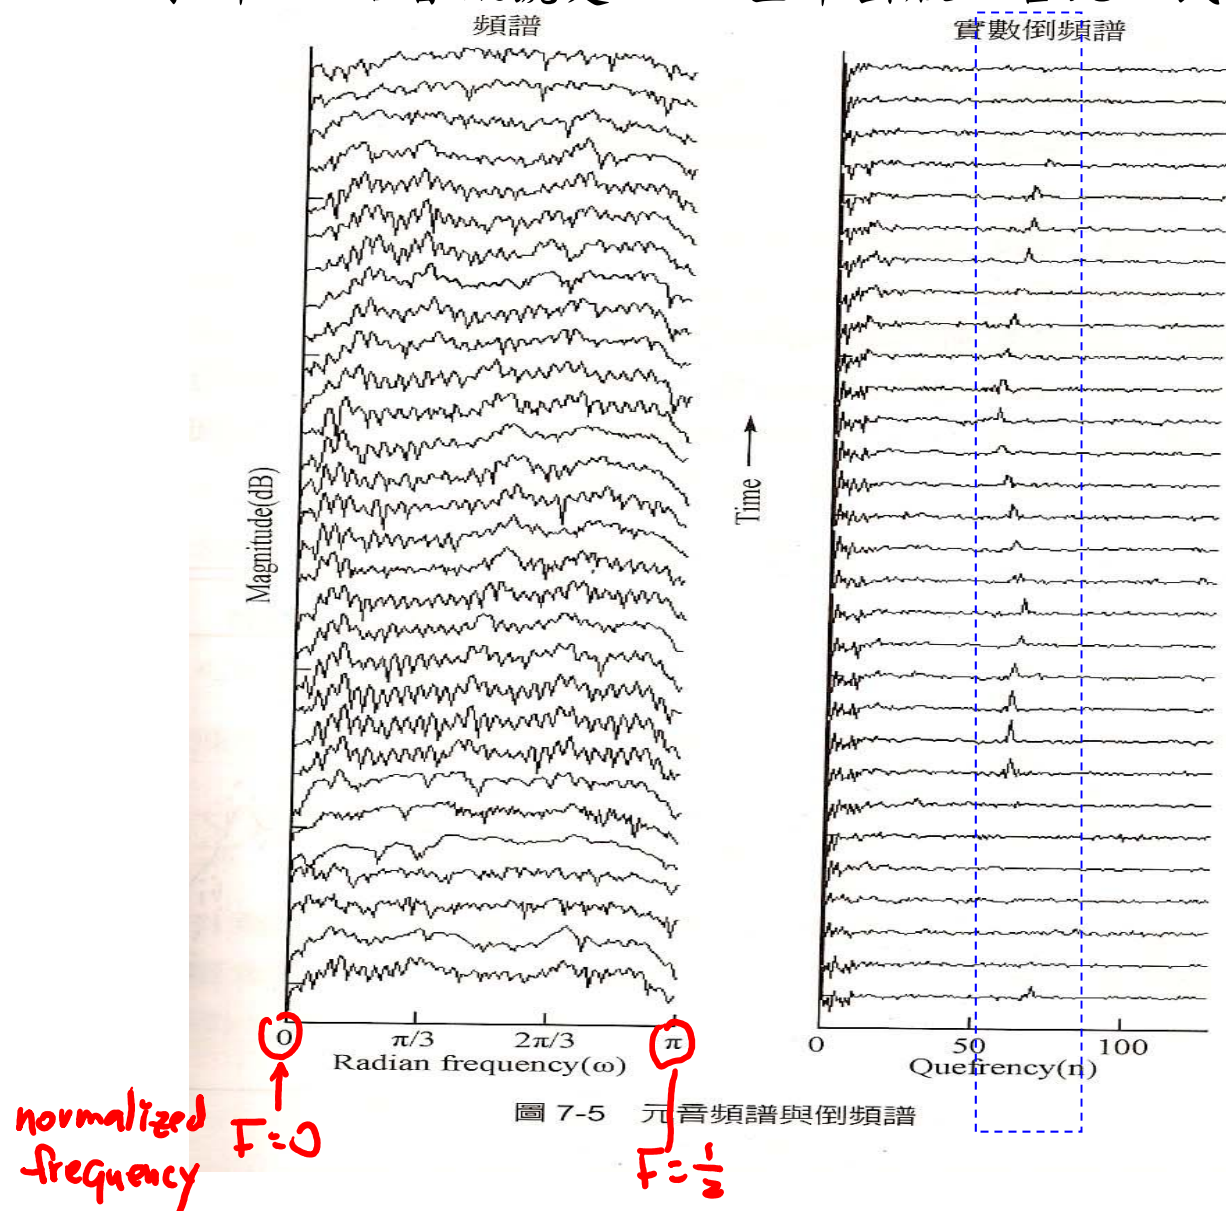 頻譜
實數倒頻譜
Magnitude(dB)
Time
0 π/3 2π/3 π
Radian frequency(ω)
0 50 100
Quefrency(n)
圖 7-5 元音頻譜與倒頻譜
normalized frequency
F=0
F=1/2